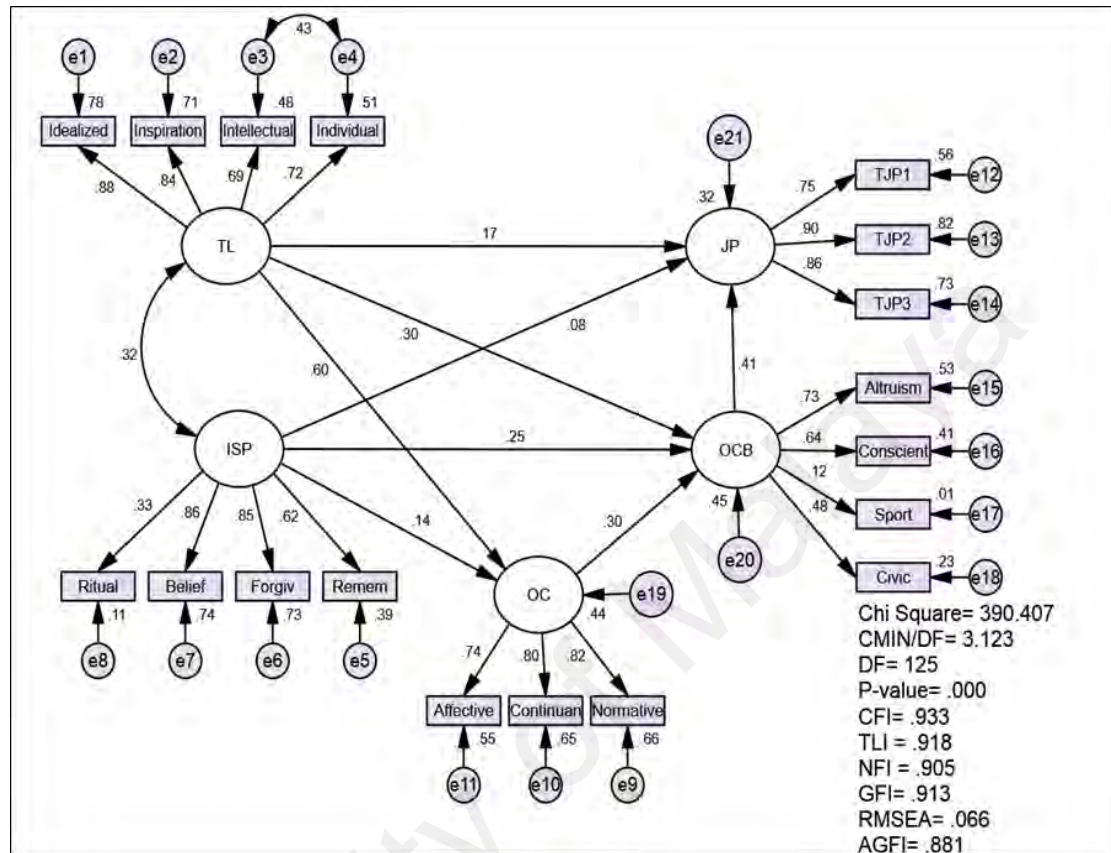 .43
e1 e2 e3 e4
.78 .71 .48 .51
Idealized Inspiration Intellectual Individual
.88 .84 .69 .72
TL
e21
.32
JP
.56
.75 TJP1 e12
.82
.90 TJP2 e13
.73
.86 TJP3 e14
.17
.08
.30
.60
.32
.41
.53
.73 Altruism e15
.41
.64 Conscient e16
.01
.12 Sport e17
.23
.48 Civic e18
ISP
.25
OCB
.45
e20
.14
.30
.33 .86 .85 .62
Ritual Belief Forgiv Remem
.11 .74 .73 .39
e8 e7 e6 e5
OC
.44
e19
.74 .80 .82
Affective Continuan Normative
.55 .65 .66
e11 e10 e9
Chi Square= 390.407
CMIN/DF= 3.123
DF= 125
P-value= .000
CFI= .933
TLI = .918
NFI = .905
GFI= .913
RMSEA= .066
AGFI= .881
of Malaya